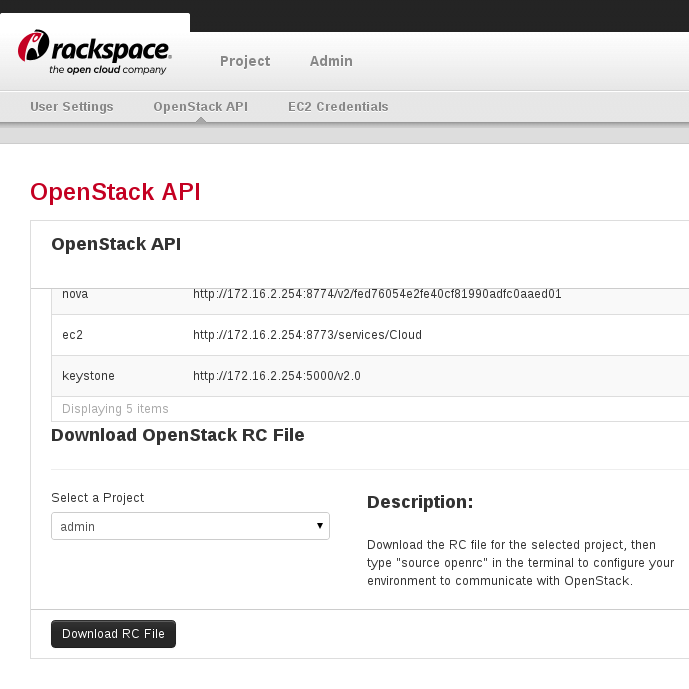 rackspace®
the open cloud company
Project Admin
User Settings OpenStack API EC2 Credentials
OpenStack API
OpenStack API
nova http://172.16.2.254:8774/v2/fed76054e2fe40cf81990adfc0aaed01
ec2 http://172.16.2.254:8773/services/Cloud
keystone http://172.16.2.254:5000/v2.0
Displaying 5 items
Download OpenStack RC File
Select a Project
admin
Description:
Download the RC file for the selected project, then
type "source openrc" in the terminal to configure your
environment to communicate with OpenStack.
Download RC File